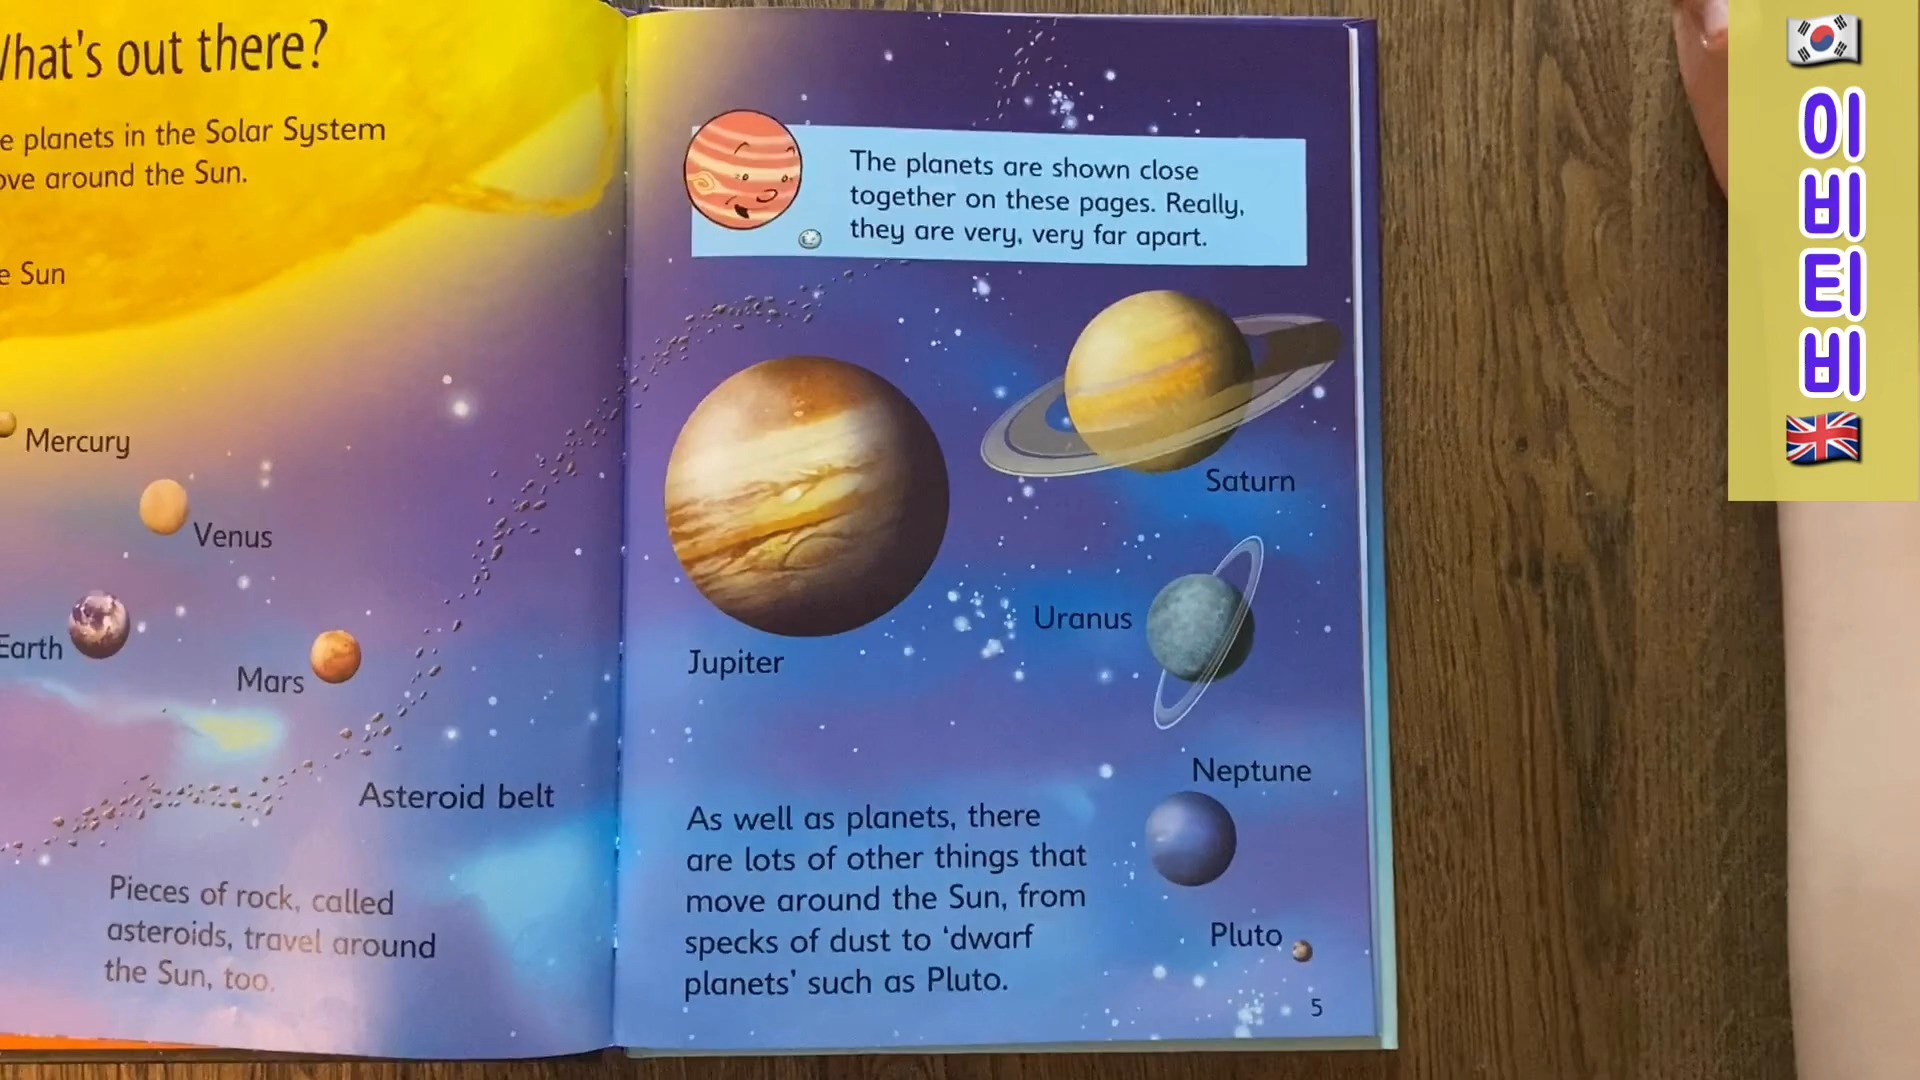 hat's out there?
e planets in the Solar System
ove around the Sun.
e Sun
Mercury
Venus
Earth
Mars
Asteroid belt
Pieces of rock, called
asteroids, travel around
the Sun, too.
The planets are shown close
together on these pages. Really,
they are very, very far apart.
Saturn
Jupiter
Uranus
Neptune
As well as planets, there
are lots of other things that
move around the Sun, from
specks of dust to ‘dwarf
planets’ such as Pluto.
Pluto
5
이비티비